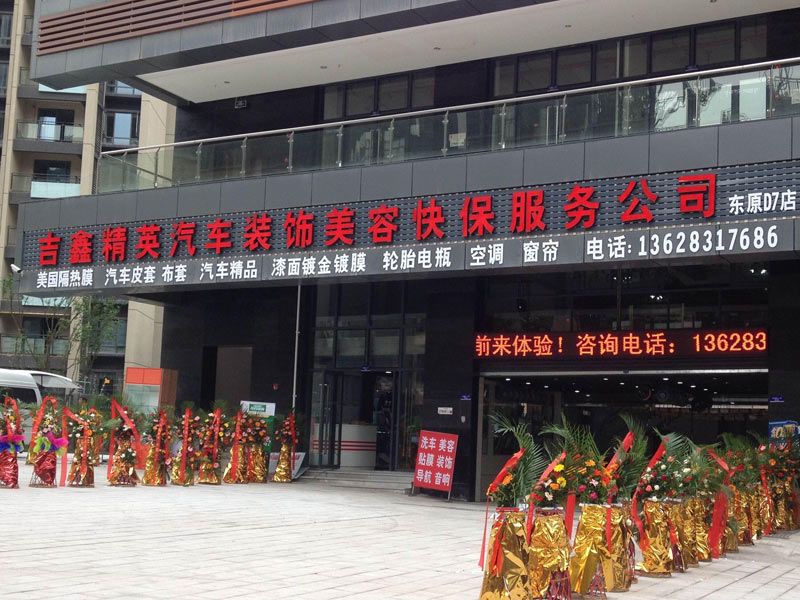 吉鑫精英汽车装饰美容快保服务公司 东原D7店
美国隔热膜 汽车皮套 布套 汽车精品 漆面镀金镀膜 轮胎电瓶 空调 窗帘 电话:13628317686
前来体验！咨询电话：136283
洗车 美容
贴膜 装饰
导航 音响